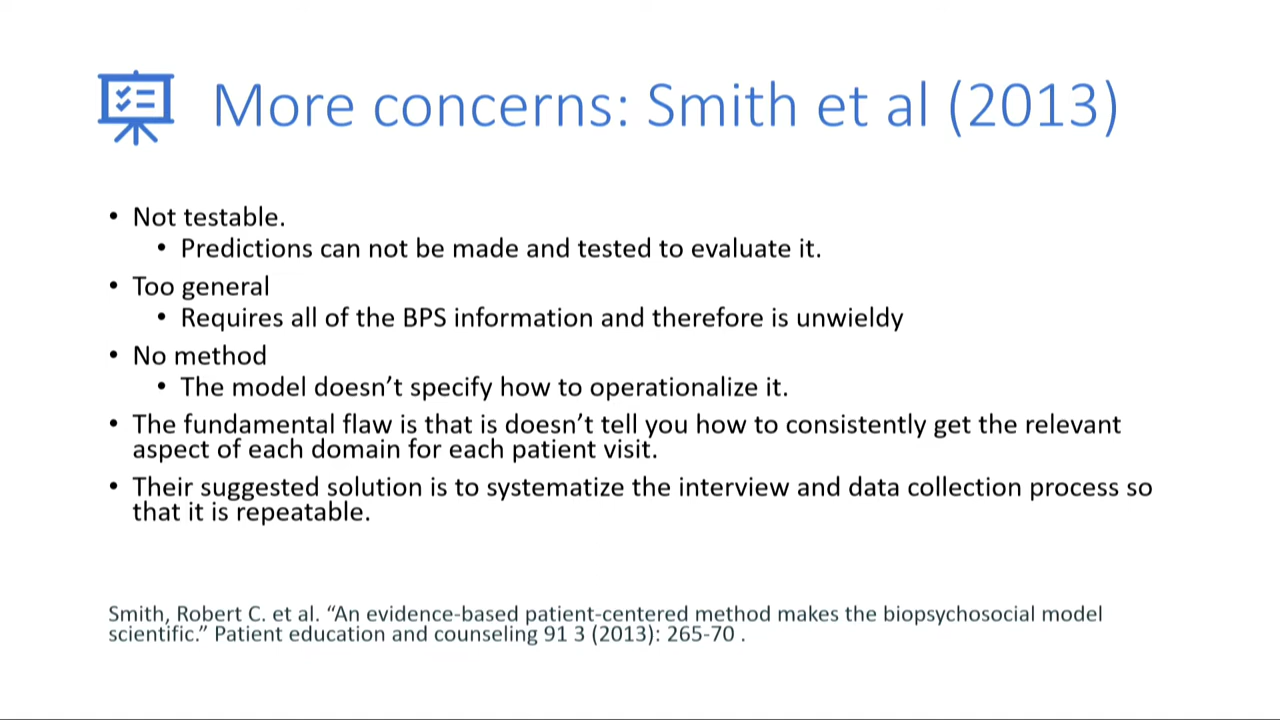 More concerns: Smith et al (2013)
• Not testable.
• Predictions can not be made and tested to evaluate it.
• Too general
• Requires all of the BPS information and therefore is unwieldy
• No method
• The model doesn’t specify how to operationalize it.
• The fundamental flaw is that is doesn’t tell you how to consistently get the relevant
aspect of each domain for each patient visit.
• Their suggested solution is to systematize the interview and data collection process so
that it is repeatable.
Smith, Robert C. et al. “An evidence-based patient-centered method makes the biopsychosocial model
scientific.” Patient education and counseling 91 3 (2013): 265-70 .